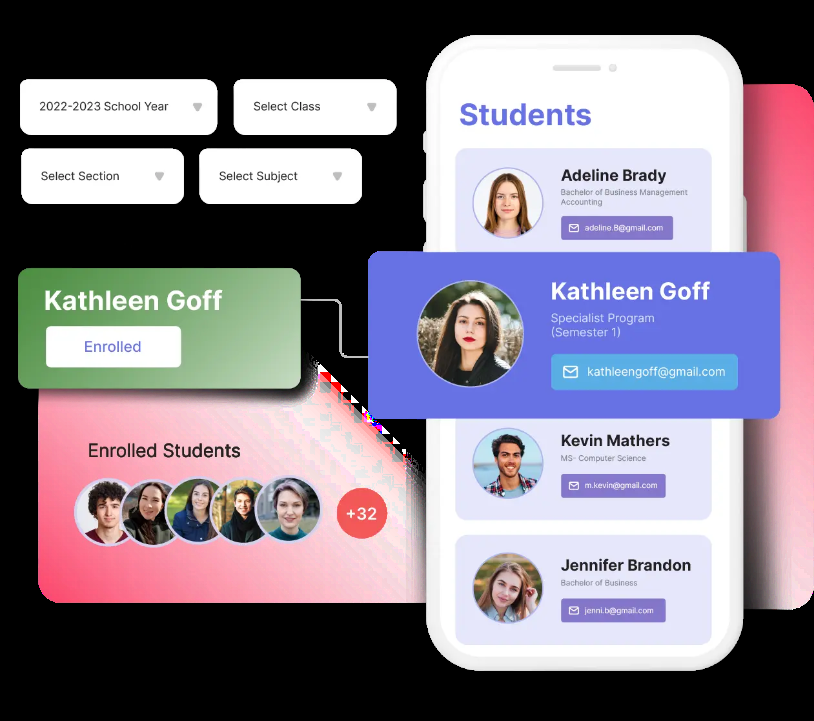 2022-2023 School Year
Select Class
Select Section
Select Subject
Kathleen Goff
Enrolled
Enrolled Students
+32
Students
Adeline Brady
Bachelor of Business Management
Accounting
adeline.B@gmail.com
Kathleen Goff
Specialist Program
(Semester 1)
kathleengoff@gmail.com
Kevin Mathers
MS- Computer Science
m.kevin@gmail.com
Jennifer Brandon
Bachelor of Business
jenni.b@gmail.com